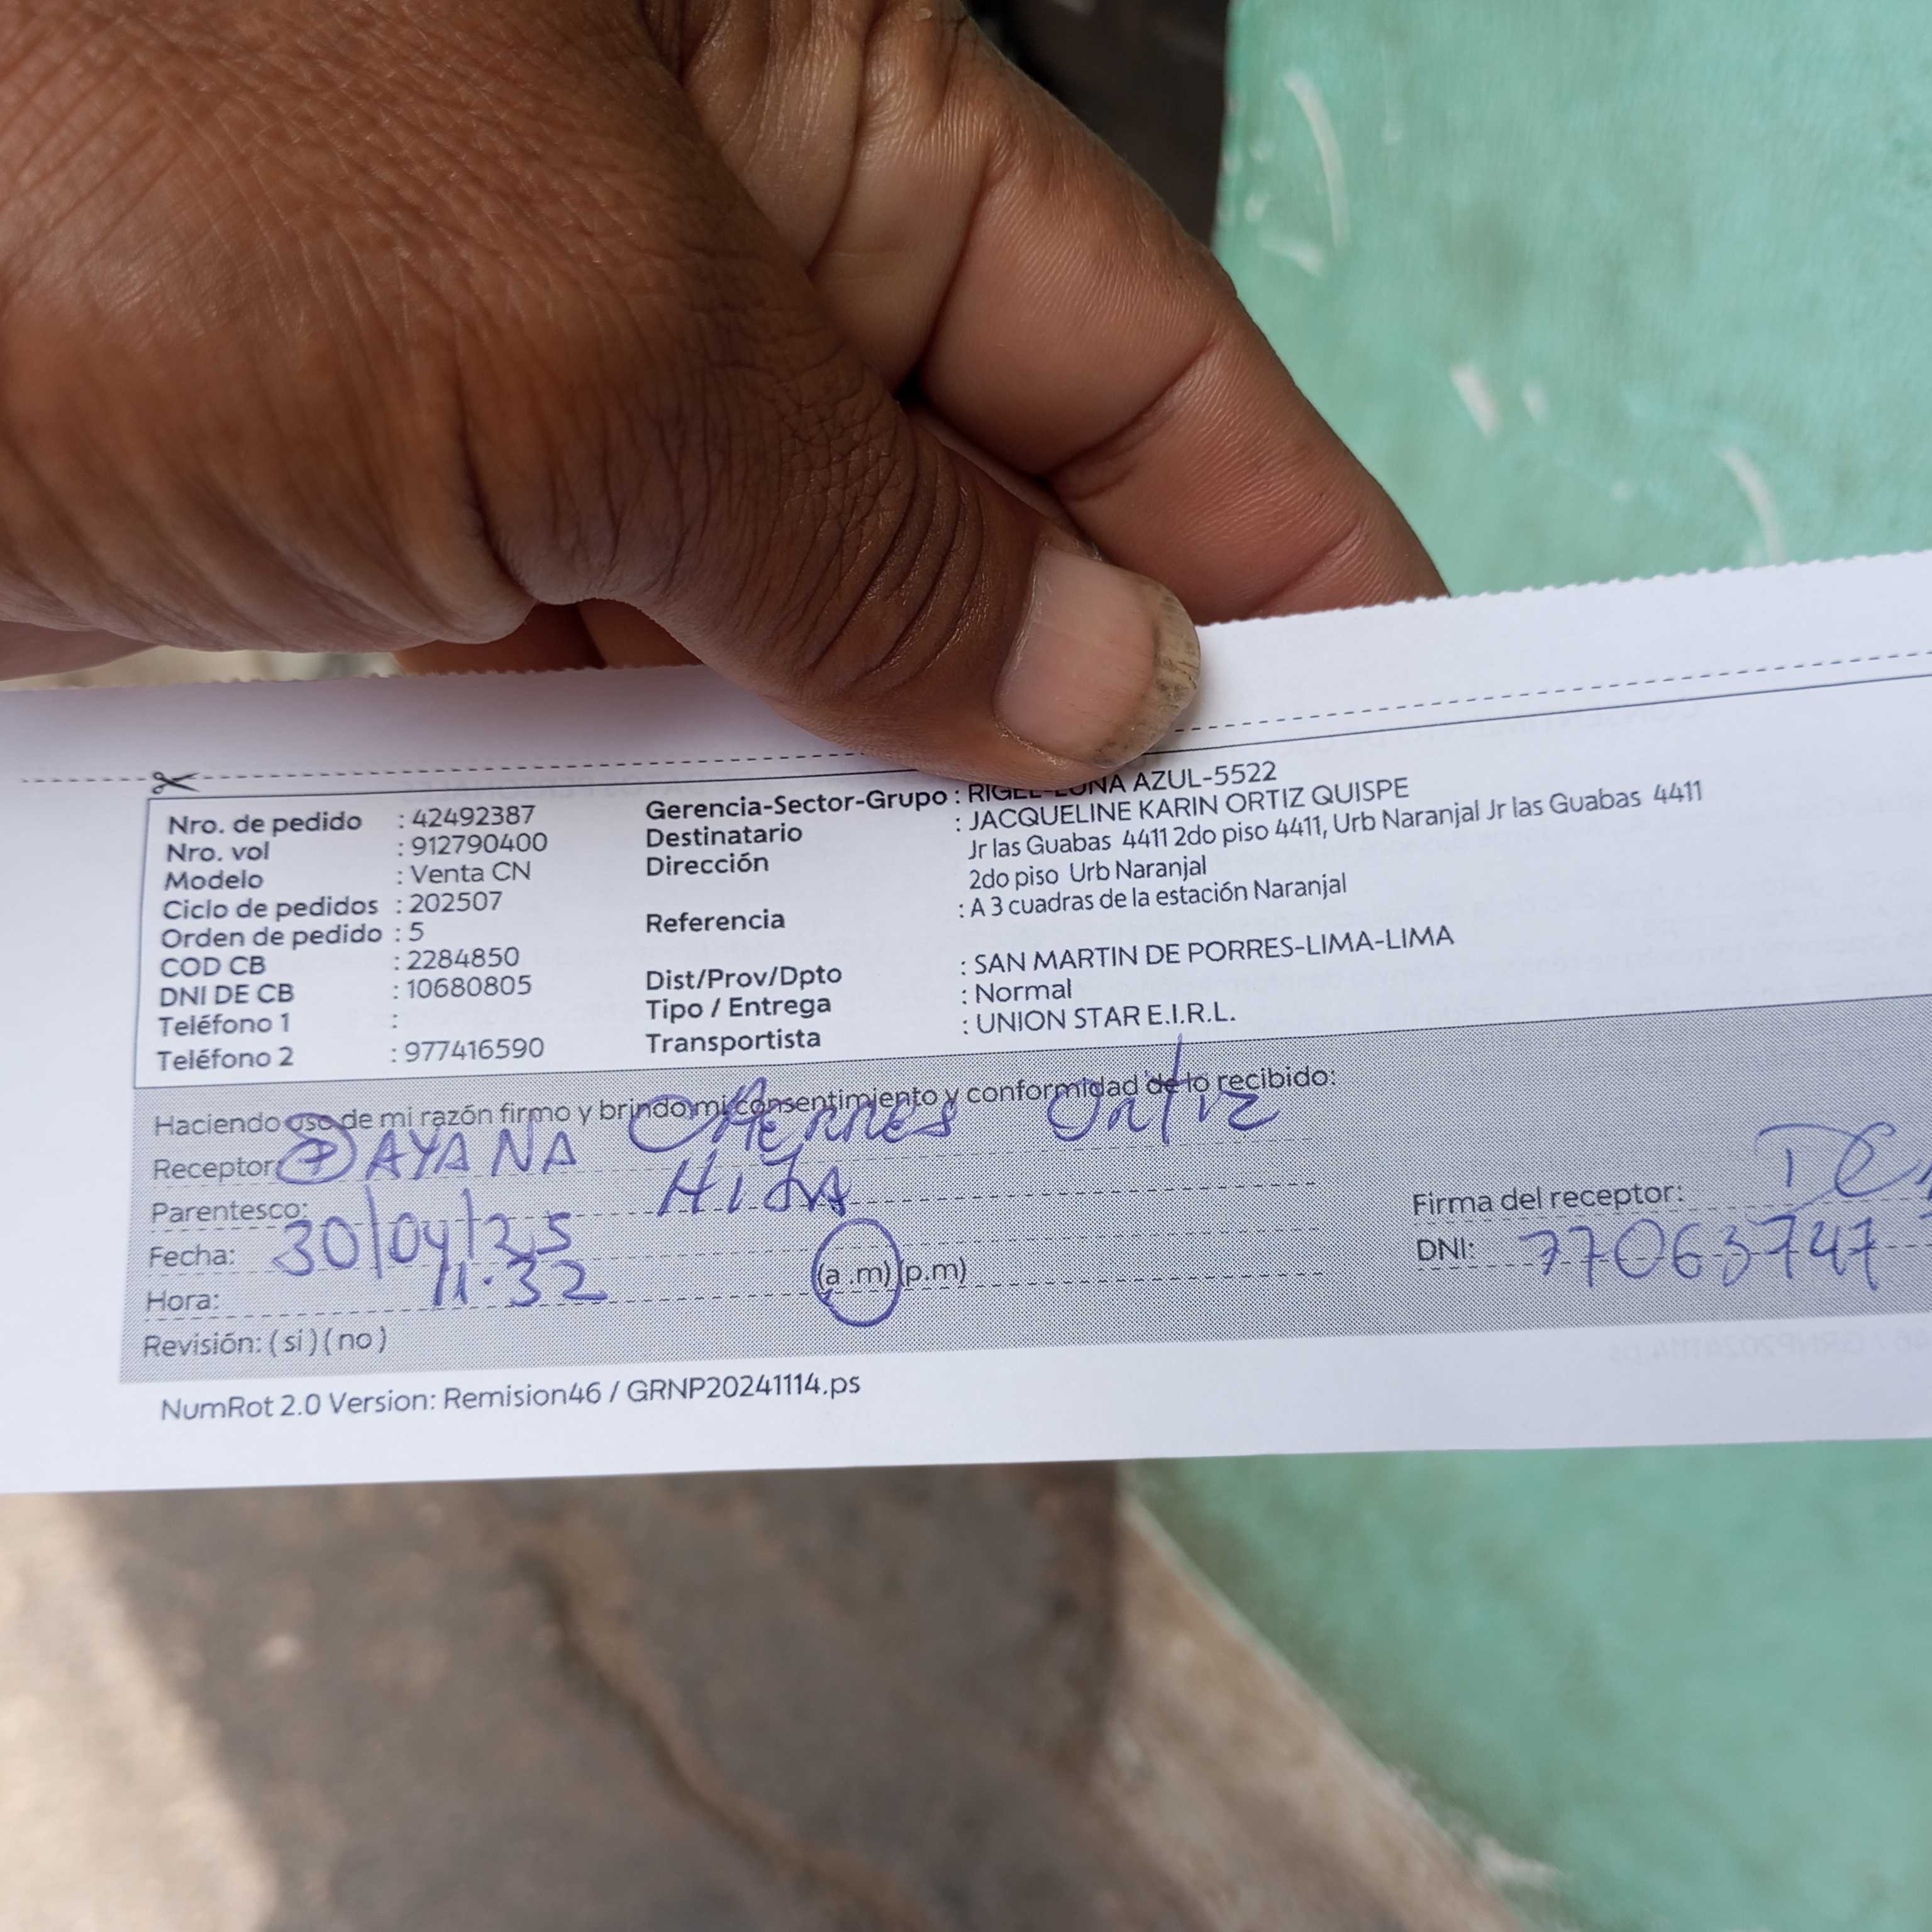 Nro. de pedido : 42492387
Nro. vol : 912790400
Modelo : Venta CN
Ciclo de pedidos : 202507
Orden de pedido : 5
COD CB : 2284850
DNI DE CB : 10680805
Teléfono 1 :
Teléfono 2 : 977416590
Gerencia-Sector-Grupo : RIGEL-LUNA AZUL-5522
Destinatario : JACQUELINE KARIN ORTIZ QUISPE
Dirección Jr las Guabas 4411 2do piso 4411, Urb Naranjal Jr las Guabas 4411
2do piso Urb Naranjal
Referencia : A 3 cuadras de la estación Naranjal
Dist/Prov/Dpto : SAN MARTIN DE PORRES-LIMA-LIMA
Tipo / Entrega : Normal
Transportista : UNION STAR E.I.R.L.
Haciendo uso de mi razón firmo y brindo mi consentimiento y conformidad de lo recibido:
Receptor: DAYANA Ortiz
Parentesco: HIJA
Fecha: 30/04/25
Hora: 11.32 (a .m) (p.m)
Revisión: ( si ) ( no )
Firma del receptor:
DNI: 77063747
NumRot 2.0 Version: Remision46 / GRNP20241114.ps